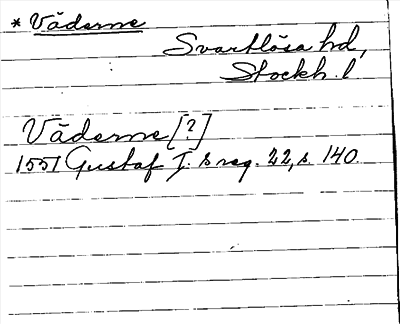 * Väderne
Svartlösa hd,
Stockh. l
Väderne [?]
1551 Gustaf I:s reg. 22, s. 140.